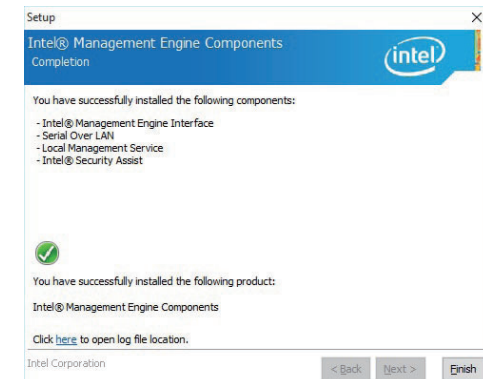 Setup
Intel® Management Engine Components
Completion
intel
You have successfully installed the following components:
- Intel® Management Engine Interface
- Serial Over LAN
- Local Management Service
- Intel® Security Assist
You have successfully installed the following product:
Intel® Management Engine Components
Click here to open log file location.
Intel Corporation
< Back Next > Finish